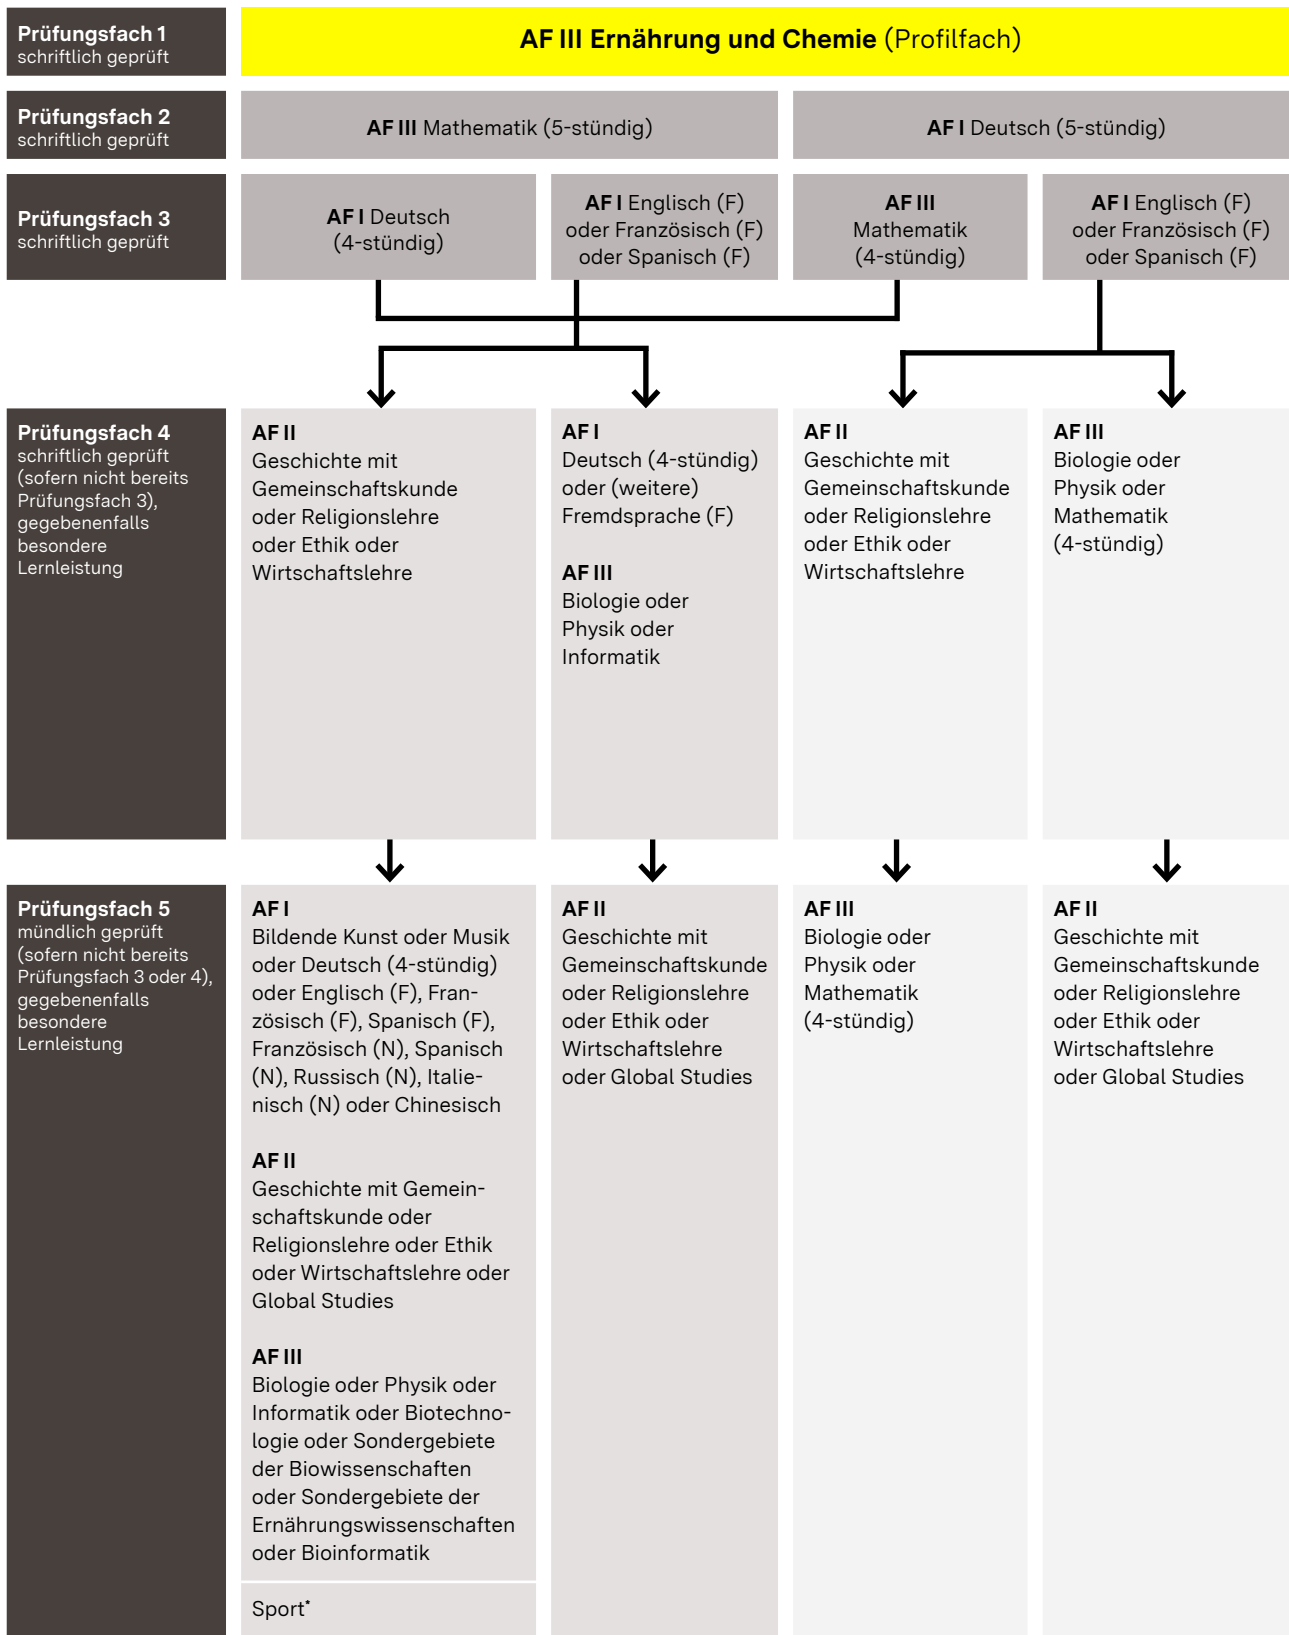 Prüfungsfach 1
schriftlich geprüft
AF III Ernährung und Chemie (Profilfach)
Prüfungsfach 2
schriftlich geprüft
AF III Mathematik (5-stündig)
AF I Deutsch (5-stündig)
Prüfungsfach 3
schriftlich geprüft
AF I Deutsch
(4-stündig)
AF I Englisch (F)
oder Französisch (F)
oder Spanisch (F)
AF III
Mathematik
(4-stündig)
AF I Englisch (F)
oder Französisch (F)
oder Spanisch (F)
Prüfungsfach 4
schriftlich geprüft
(sofern nicht bereits
Prüfungsfach 3),
gegebenenfalls
besondere
Lernleistung
AF II
Geschichte mit
Gemeinschaftskunde
oder Religionslehre
oder Ethik oder
Wirtschaftslehre
AF I
Deutsch (4-stündig)
oder (weitere)
Fremdsprache (F)
AF III
Biologie oder
Physik oder
Informatik
AF II
Geschichte mit
Gemeinschaftskunde
oder Religionslehre
oder Ethik oder
Wirtschaftslehre
AF III
Biologie oder
Physik oder
Mathematik
(4-stündig)
Prüfungsfach 5
mündlich geprüft
(sofern nicht bereits
Prüfungsfach 3 oder 4),
gegebenenfalls
besondere
Lernleistung
AF I
Bildende Kunst oder Musik
oder Deutsch (4-stündig)
oder Englisch (F), Fran-
zösisch (F), Spanisch (F),
Französisch (N), Spanisch
(N), Russisch (N), Italie-
nisch (N) oder Chinesisch
AF II
Geschichte mit Gemein-
schaftskunde oder
Religionslehre oder Ethik
oder Wirtschaftslehre oder
Global Studies
AF III
Biologie oder Physik oder
Informatik oder Biotechno-
logie oder Sondergebiete
der Biowissenschaften
oder Sondergebiete der
Ernährungswissenschaften
oder Bioinformatik
Sport*
AF II
Geschichte mit
Gemeinschaftskunde
oder Religionslehre
oder Ethik oder
Wirtschaftslehre
oder Global Studies
AF III
Biologie oder
Physik oder
Mathematik
(4-stündig)
AF II
Geschichte mit
Gemeinschaftskunde
oder Religionslehre
oder Ethik oder
Wirtschaftslehre
oder Global Studies